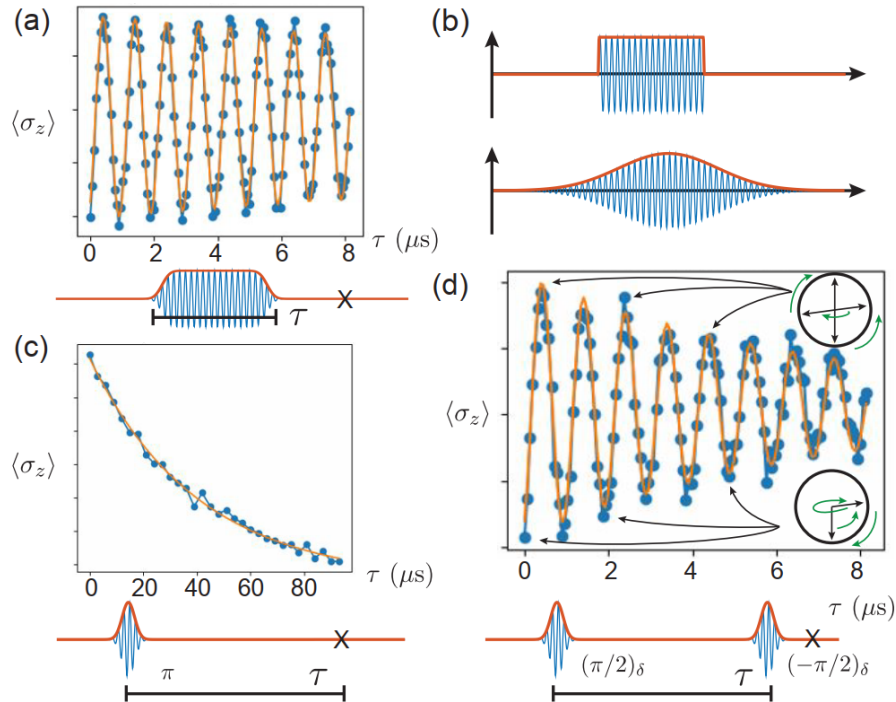 (a)
⟨σz⟩
0 2 4 6 8
τ (μs)
τ
X
(b)
(c)
⟨σz⟩
0 20 40 60 80
τ (μs)
X
π
τ
(d)
⟨σz⟩
0 2 4 6 8
τ (μs)
X
(π/2)δ
τ
(−π/2)δ